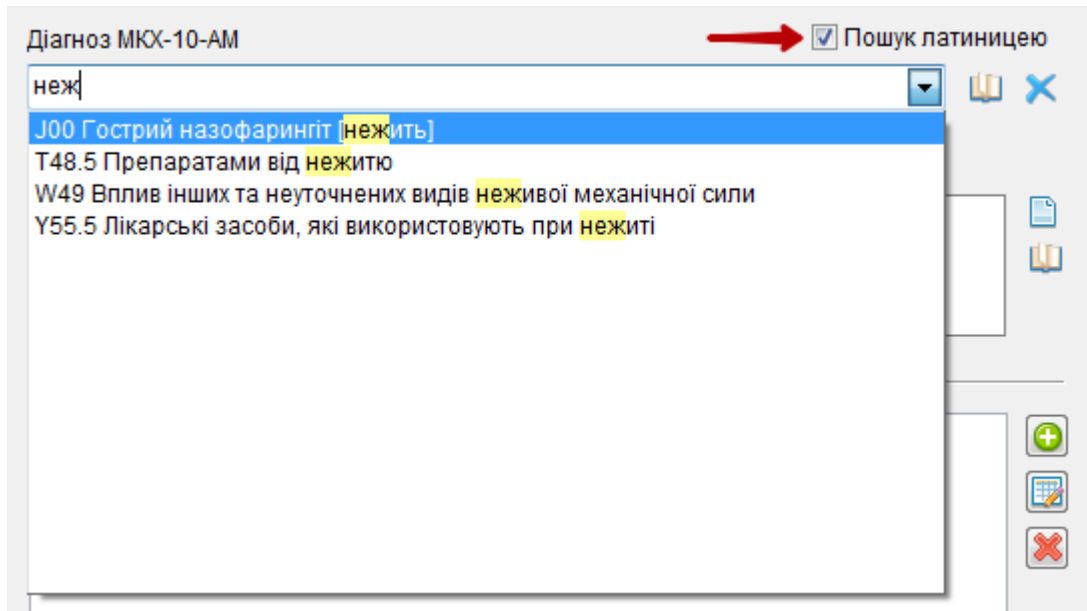 Діагноз МКХ-10-АМ
Пошук латиницею
неж
J00 Гострий назофарингіт [нежить]
T48.5 Препаратами від нежитю
W49 Вплив інших та неуточнених видів неживої механічної сили
Y55.5 Лікарські засоби, які використовують при нежиті